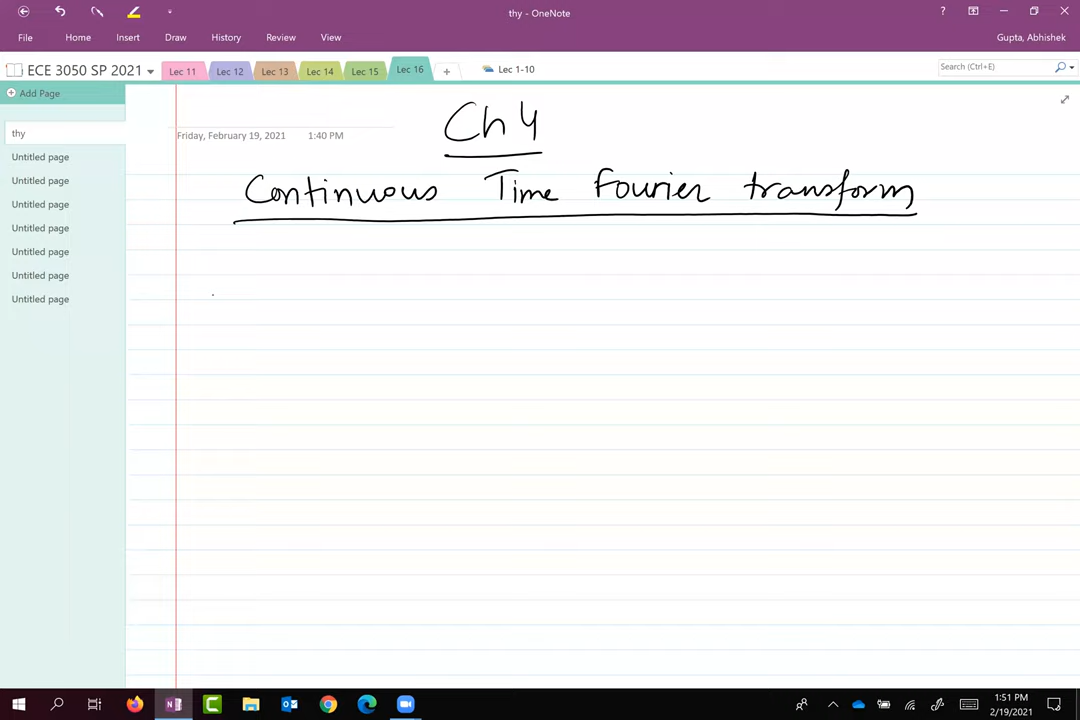 thy - OneNote
?
Gupta, Abhishek
File Home Insert Draw History Review View
ECE 3050 SP 2021
Lec 11 Lec 12 Lec 13 Lec 14 Lec 15 Lec 16 + Lec 1-10
Search (Ctrl+E)
Add Page
thy
Untitled page
Untitled page
Untitled page
Untitled page
Untitled page
Untitled page
Untitled page
Ch 4
Friday, February 19, 2021 1:40 PM
Continuous Time Fourier transform
1:51 PM
2/19/2021